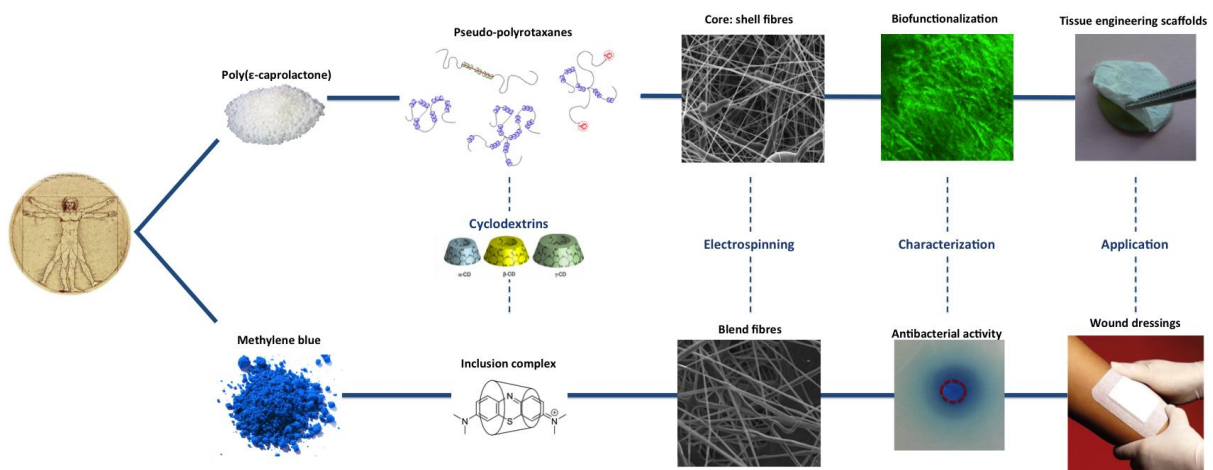 Poly(ε-caprolactone)
Pseudo-polyrotaxanes
Core: shell fibres
Biofunctionalization
Tissue engineering scaffolds
Cyclodextrins
α-CD
β-CD
γ-CD
Electrospinning
Characterization
Application
Methylene blue
Inclusion complex
N
S
N
N
⊕
Blend fibres
Antibacterial activity
Wound dressings